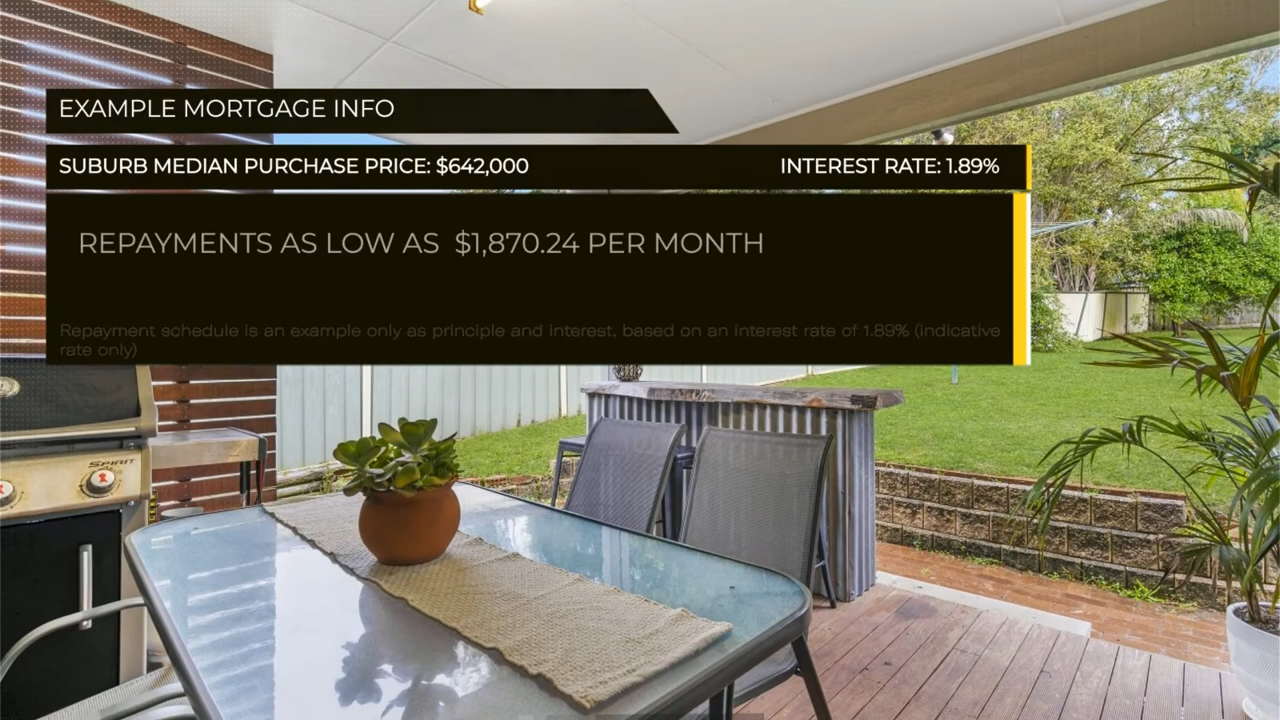 EXAMPLE MORTGAGE INFO
SUBURB MEDIAN PURCHASE PRICE: $642,000 INTEREST RATE: 1.89%
REPAYMENTS AS LOW AS $1,870.24 PER MONTH
Repayment schedule is an example only as principle and interest, based on an interest rate of 1.89% (indicative
rate only)
SPIRIT